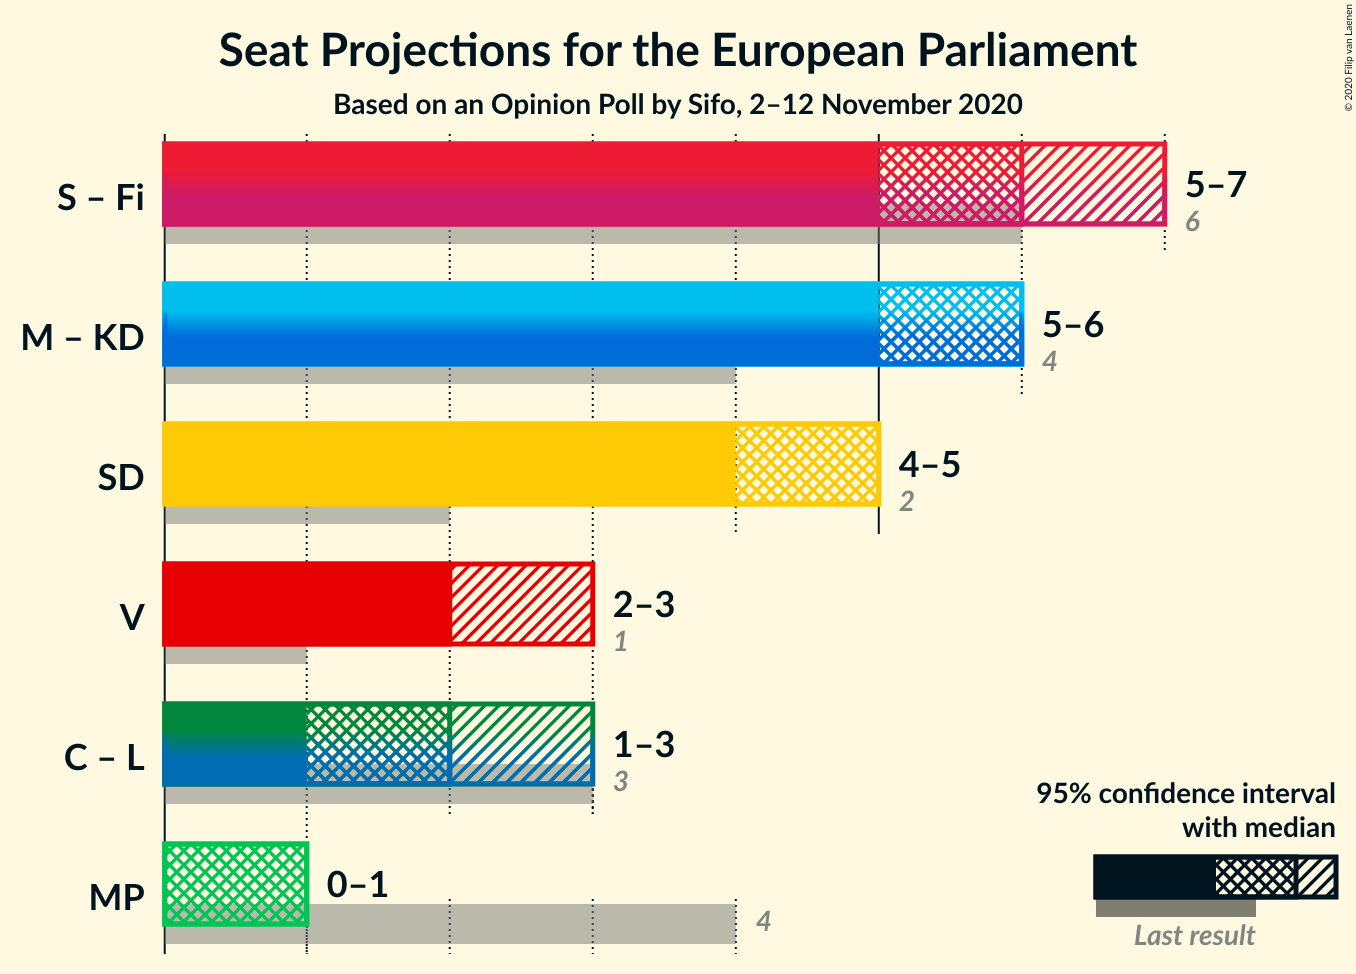 Seat Projections for the European Parliament
Based on an Opinion Poll by Sifo, 2–12 November 2020
© 2020 Filip van Laenen
S – Fi
5–7
6
M – KD
5–6
4
SD
4–5
2
V
2–3
1
C – L
1–3
3
MP
0–1
4
95% confidence interval
with median
Last result